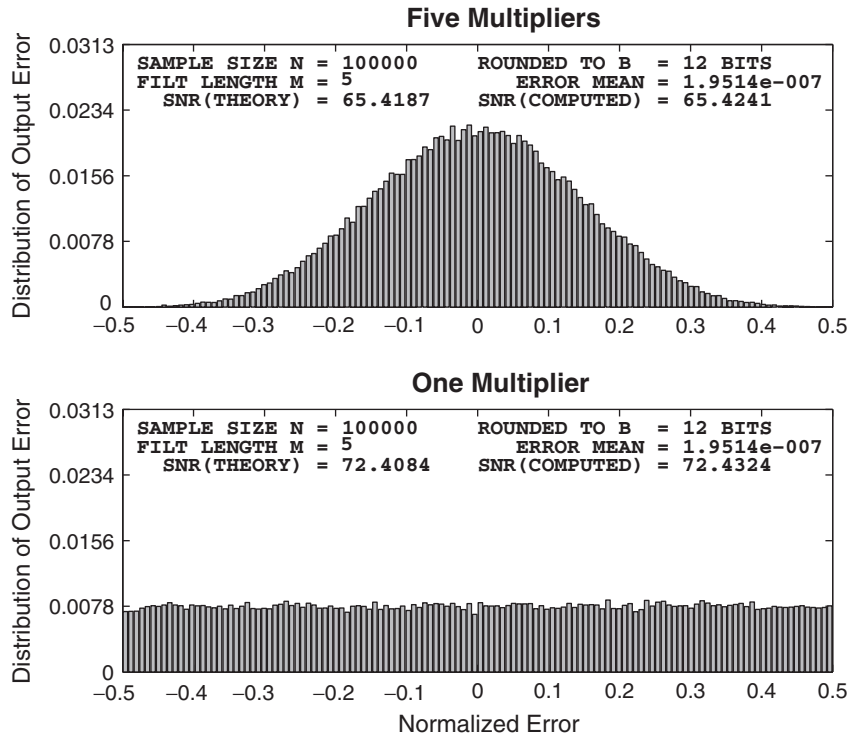 Five Multipliers
Distribution of Output Error
0.0313
0.0234
0.0156
0.0078
0
SAMPLE SIZE N = 100000 ROUNDED TO B = 12 BITS
FILT LENGTH M = 5 ERROR MEAN = 1.9514e-007
SNR(THEORY) = 65.4187 SNR(COMPUTED) = 65.4241
−0.5 −0.4 −0.3 −0.2 −0.1 0 0.1 0.2 0.3 0.4 0.5
One Multiplier
Distribution of Output Error
0.0313
0.0234
0.0156
0.0078
0
SAMPLE SIZE N = 100000 ROUNDED TO B = 12 BITS
FILT LENGTH M = 5 ERROR MEAN = 1.9514e-007
SNR(THEORY) = 72.4084 SNR(COMPUTED) = 72.4324
−0.5 −0.4 −0.3 −0.2 −0.1 0 0.1 0.2 0.3 0.4 0.5
Normalized Error